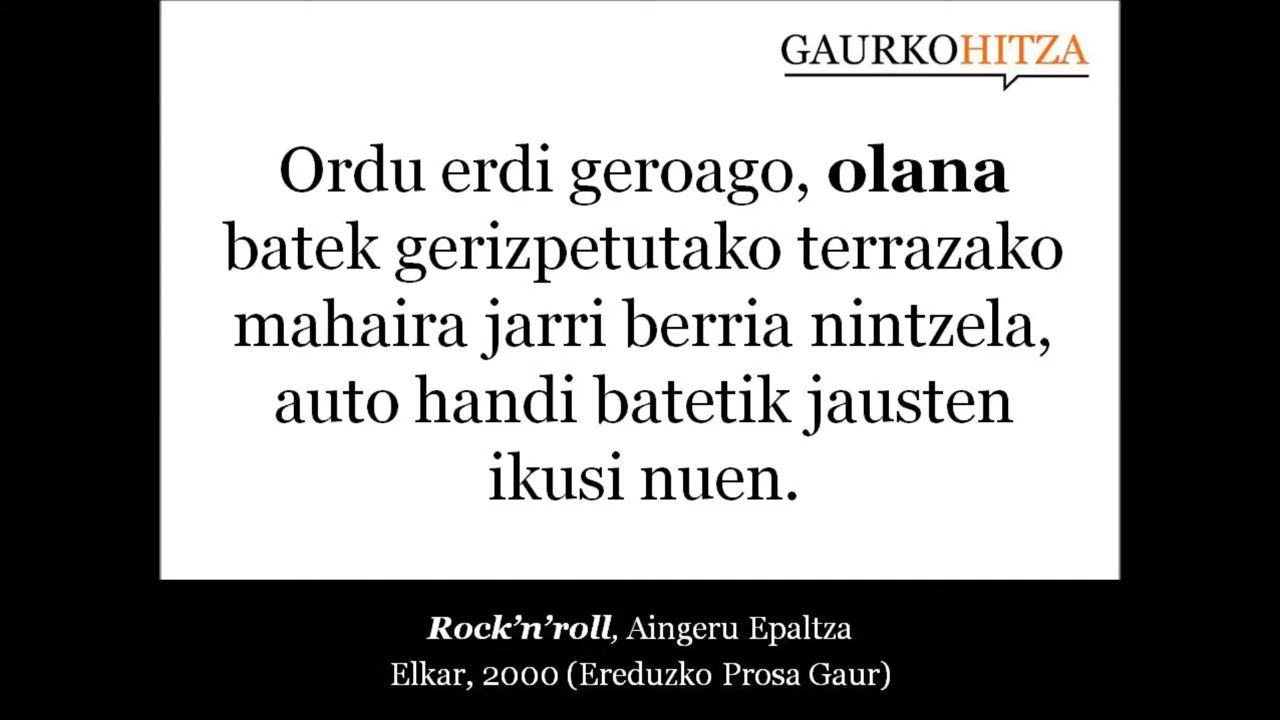 GAURKOHITZA
Ordu erdi geroago, olana
batek gerizpetutako terrazako
mahaira jarri berria nintzela,
auto handi batetik jausten
ikusi nuen.
Rock’n’roll, Aingeru Epaltza
Elkar, 2000 (Ereduzko Prosa Gaur)